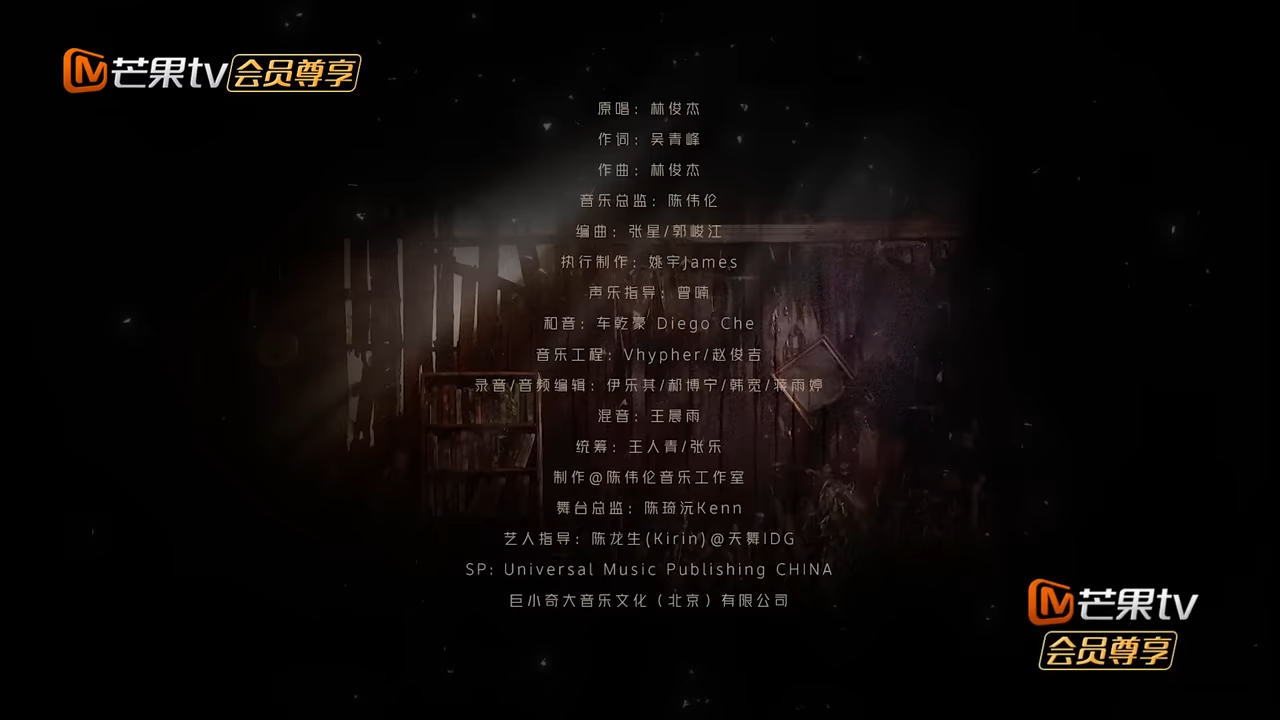 芒果tv会员尊享
原唱：林俊杰
作词：吴青峰
作曲：林俊杰
音乐总监：陈伟伦
编曲：张星/郭峻江
执行制作：姚宇James
声乐指导：曾喃
和音：车乾豪 Diego Che
音乐工程：Vhypher/赵俊吉
录音/音频编辑：伊乐其/郝博宁/韩宽/蒋雨婷
混音：王晨雨
统筹：王人青/张乐
制作@陈伟伦音乐工作室
舞台总监：陈琦沅Kenn
艺人指导：陈龙生(Kirin)@天舞IDG
SP: Universal Music Publishing CHINA
巨小奇大音乐文化（北京）有限公司
芒果tv
会员尊享